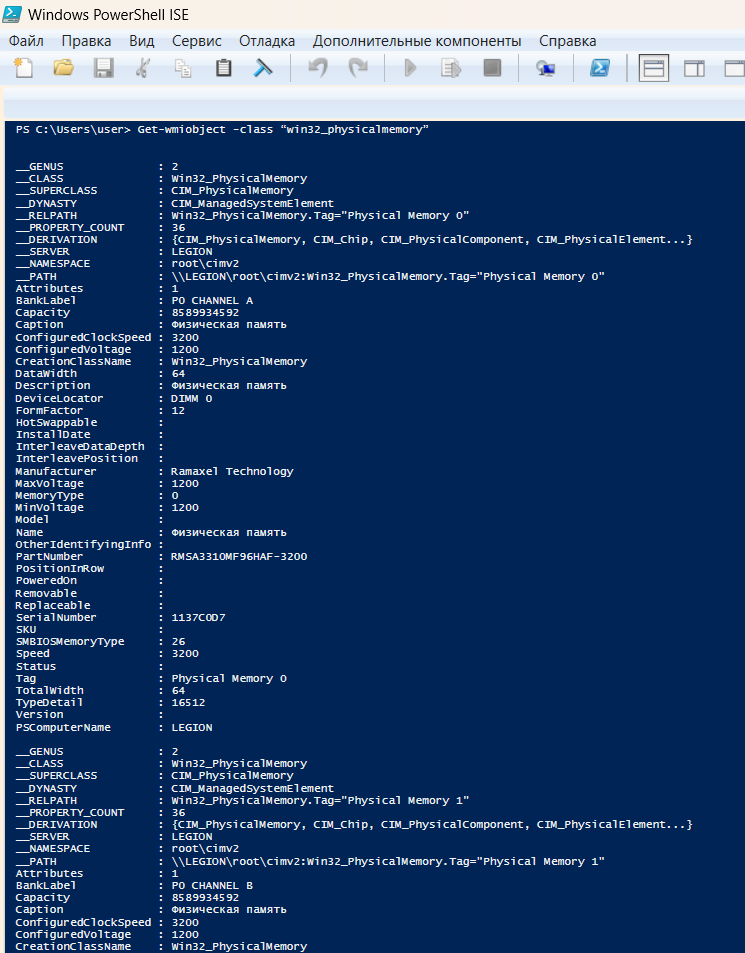 Windows PowerShell ISE
Файл Правка Вид Сервис Отладка Дополнительные компоненты Справка
PS C:\Users\user> Get-wmiobject -class “win32_physicalmemory”
__GENUS : 2
__CLASS : Win32_PhysicalMemory
__SUPERCLASS : CIM_PhysicalMemory
__DYNASTY : CIM_ManagedSystemElement
__RELPATH : Win32_PhysicalMemory.Tag="Physical Memory 0"
__PROPERTY_COUNT : 36
__DERIVATION : {CIM_PhysicalMemory, CIM_Chip, CIM_PhysicalComponent, CIM_PhysicalElement...}
__SERVER : LEGION
__NAMESPACE : root\cimv2
__PATH : \\LEGION\root\cimv2:Win32_PhysicalMemory.Tag="Physical Memory 0"
Attributes : 1
BankLabel : P0 CHANNEL A
Capacity : 8589934592
Caption : Физическая память
ConfiguredClockSpeed : 3200
ConfiguredVoltage : 1200
CreationClassName : Win32_PhysicalMemory
DataWidth : 64
Description : Физическая память
DeviceLocator : DIMM 0
FormFactor : 12
HotSwappable :
InstallDate :
InterleaveDataDepth :
InterleavePosition :
Manufacturer : Ramaxel Technology
MaxVoltage : 1200
MemoryType : 0
MinVoltage : 1200
Model :
Name : Физическая память
OtherIdentifyingInfo :
PartNumber : RMSA3310MF96HAF-3200
PositionInRow :
PoweredOn :
Removable :
Replaceable :
SerialNumber : 1137C0D7
SKU :
SMBIOSMemoryType : 26
Speed : 3200
Status :
Tag : Physical Memory 0
TotalWidth : 64
TypeDetail : 16512
Version :
PSComputerName : LEGION
__GENUS : 2
__CLASS : Win32_PhysicalMemory
__SUPERCLASS : CIM_PhysicalMemory
__DYNASTY : CIM_ManagedSystemElement
__RELPATH : Win32_PhysicalMemory.Tag="Physical Memory 1"
__PROPERTY_COUNT : 36
__DERIVATION : {CIM_PhysicalMemory, CIM_Chip, CIM_PhysicalComponent, CIM_PhysicalElement...}
__SERVER : LEGION
__NAMESPACE : root\cimv2
__PATH : \\LEGION\root\cimv2:Win32_PhysicalMemory.Tag="Physical Memory 1"
Attributes : 1
BankLabel : P0 CHANNEL B
Capacity : 8589934592
Caption : Физическая память
ConfiguredClockSpeed : 3200
ConfiguredVoltage : 1200
CreationClassName : Win32_PhysicalMemory